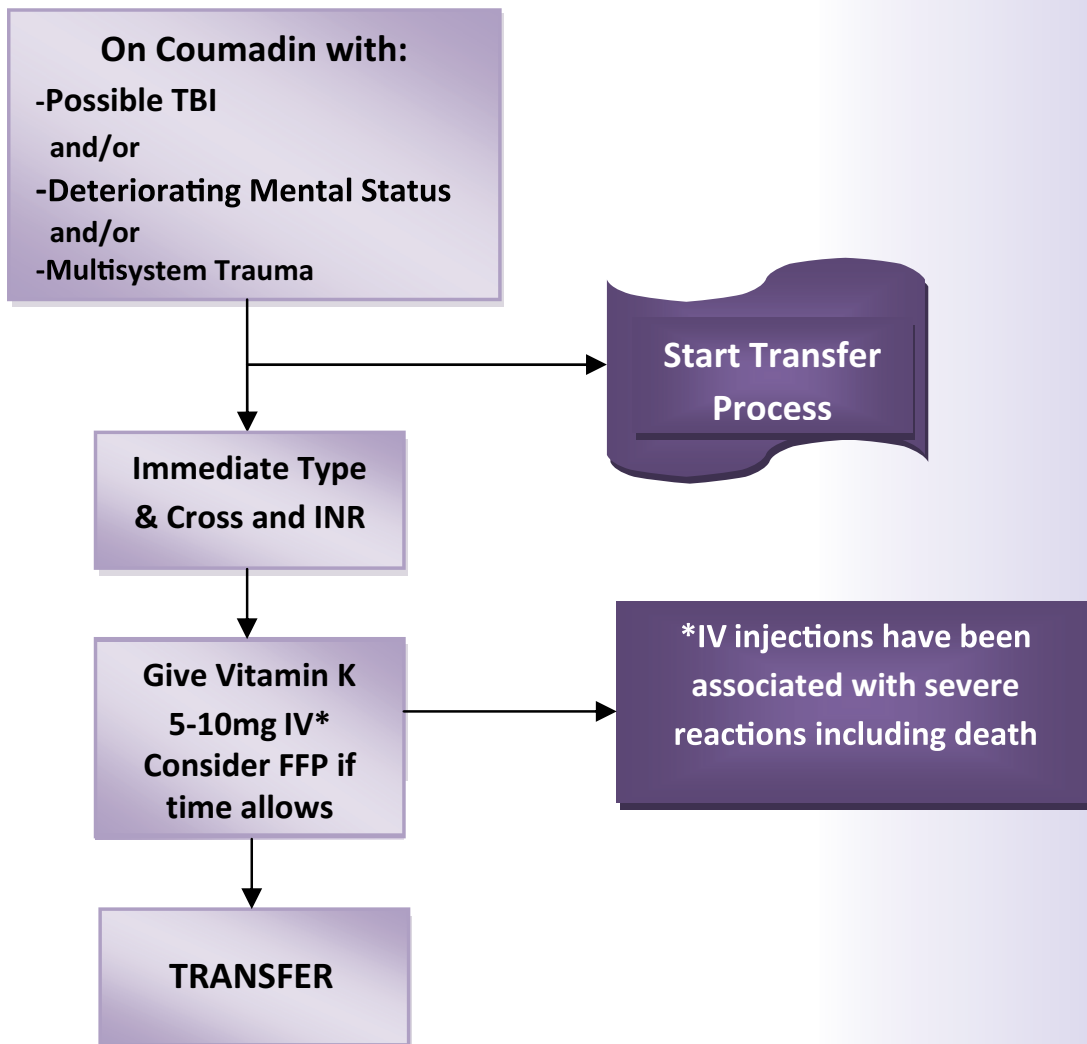 On Coumadin with:
-Possible TBI
and/or
-Deteriorating Mental Status
and/or
-Multisystem Trauma
Start Transfer
Process
Immediate Type
& Cross and INR
Give Vitamin K
5-10mg IV*
Consider FFP if
time allows
*IV injections have been
associated with severe
reactions including death
TRANSFER